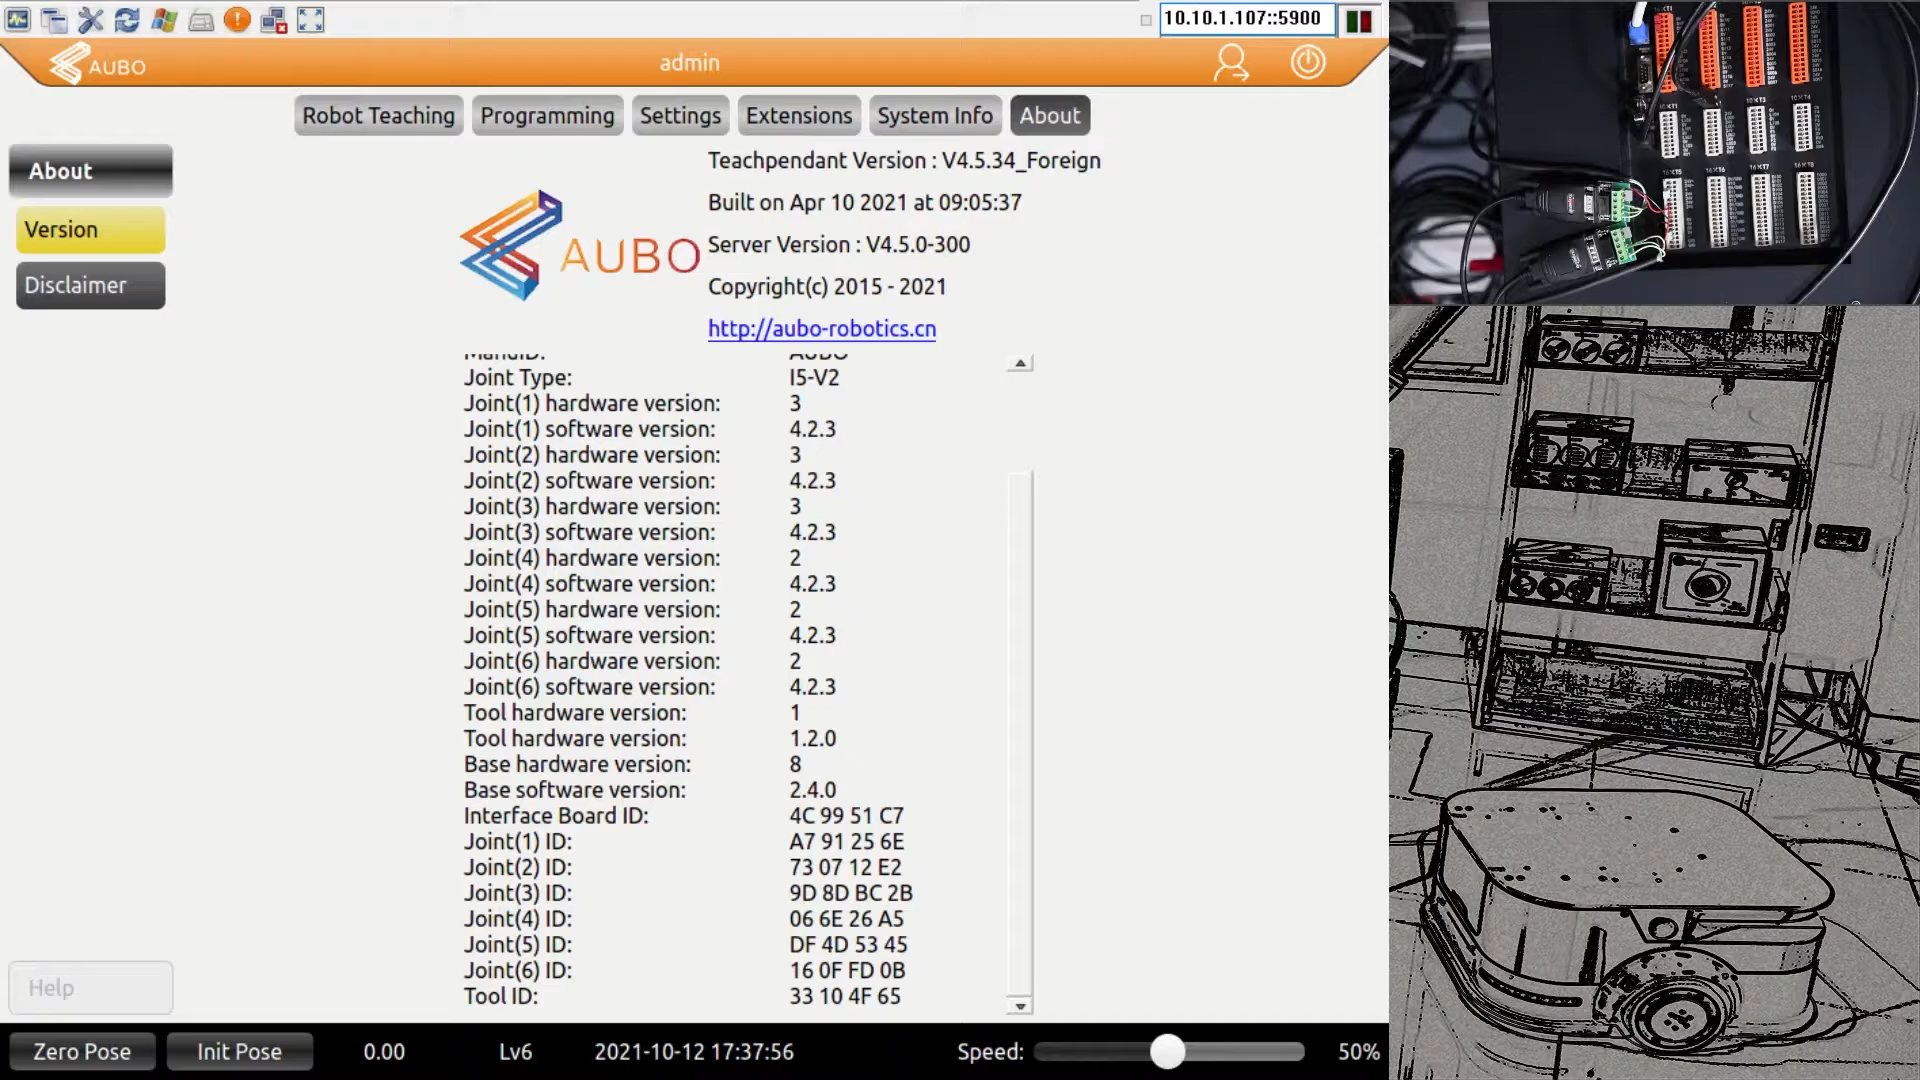 10.10.1.107::5900
AUBO
admin
Robot Teaching
Programming
Settings
Extensions
System Info
About
About
Version
Disclaimer
AUBO
Teachpendant Version : V4.5.34_Foreign
Built on Apr 10 2021 at 09:05:37
Server Version : V4.5.0-300
Copyright(c) 2015 - 2021
http://aubo-robotics.cn
Joint Type: I5-V2
Joint(1) hardware version: 3
Joint(1) software version: 4.2.3
Joint(2) hardware version: 3
Joint(2) software version: 4.2.3
Joint(3) hardware version: 3
Joint(3) software version: 4.2.3
Joint(4) hardware version: 2
Joint(4) software version: 4.2.3
Joint(5) hardware version: 2
Joint(5) software version: 4.2.3
Joint(6) hardware version: 2
Joint(6) software version: 4.2.3
Tool hardware version: 1
Tool hardware version: 1.2.0
Base hardware version: 8
Base software version: 2.4.0
Interface Board ID: 4C 99 51 C7
Joint(1) ID: A7 91 25 6E
Joint(2) ID: 73 07 12 E2
Joint(3) ID: 9D 8D BC 2B
Joint(4) ID: 06 6E 26 A5
Joint(5) ID: DF 4D 53 45
Joint(6) ID: 16 0F FD 0B
Tool ID: 33 10 4F 65
Help
Zero Pose
Init Pose
0.00
Lv6
2021-10-12 17:37:56
Speed:
50%